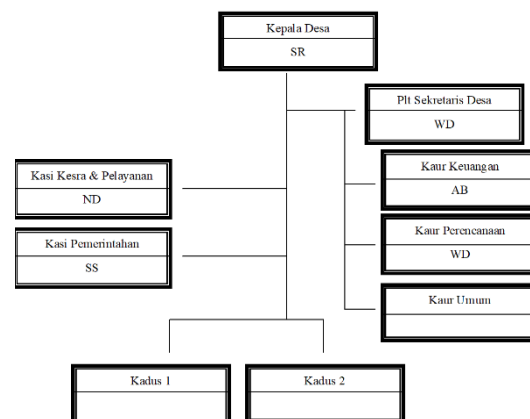 Kepala Desa
SR
Plt Sekretaris Desa
WD
Kasi Kesra & Pelayanan
ND
Kaur Keuangan
AB
Kasi Pemerintahan
SS
Kaur Perencanaan
WD
Kaur Umum
Kadus 1
Kadus 2